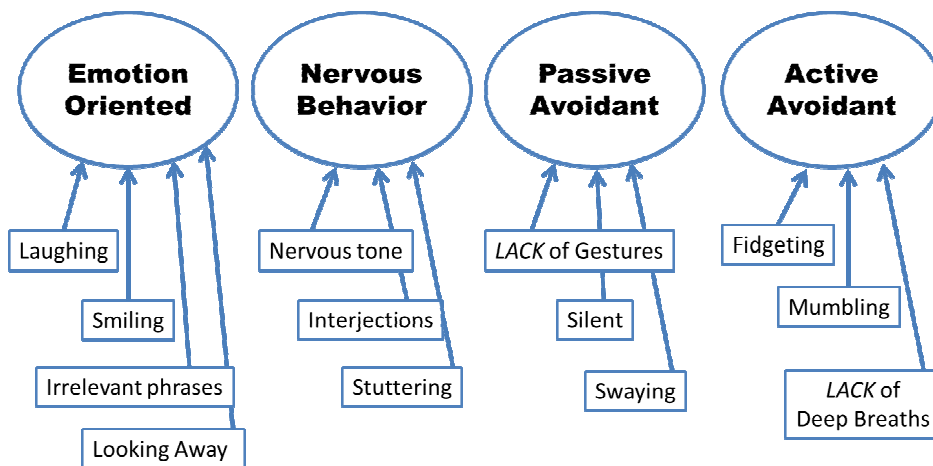 Emotion
Oriented
Nervous
Behavior
Passive
Avoidant
Active
Avoidant
Laughing
Smiling
Irrelevant phrases
Looking Away
Nervous tone
Interjections
Stuttering
LACK of Gestures
Silent
Swaying
Fidgeting
Mumbling
LACK of
Deep Breaths